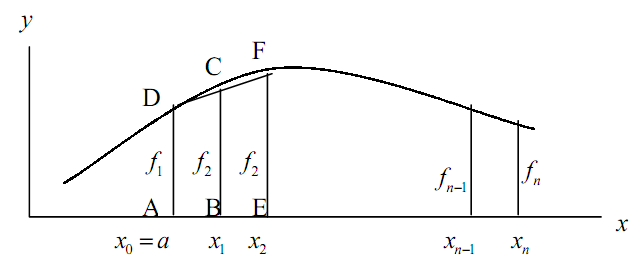 y
F
C
D
f₁ f₂ f₂ fₙ₋₁ fₙ
A B E
x
x₀ = a x₁ x₂ xₙ₋₁ xₙ